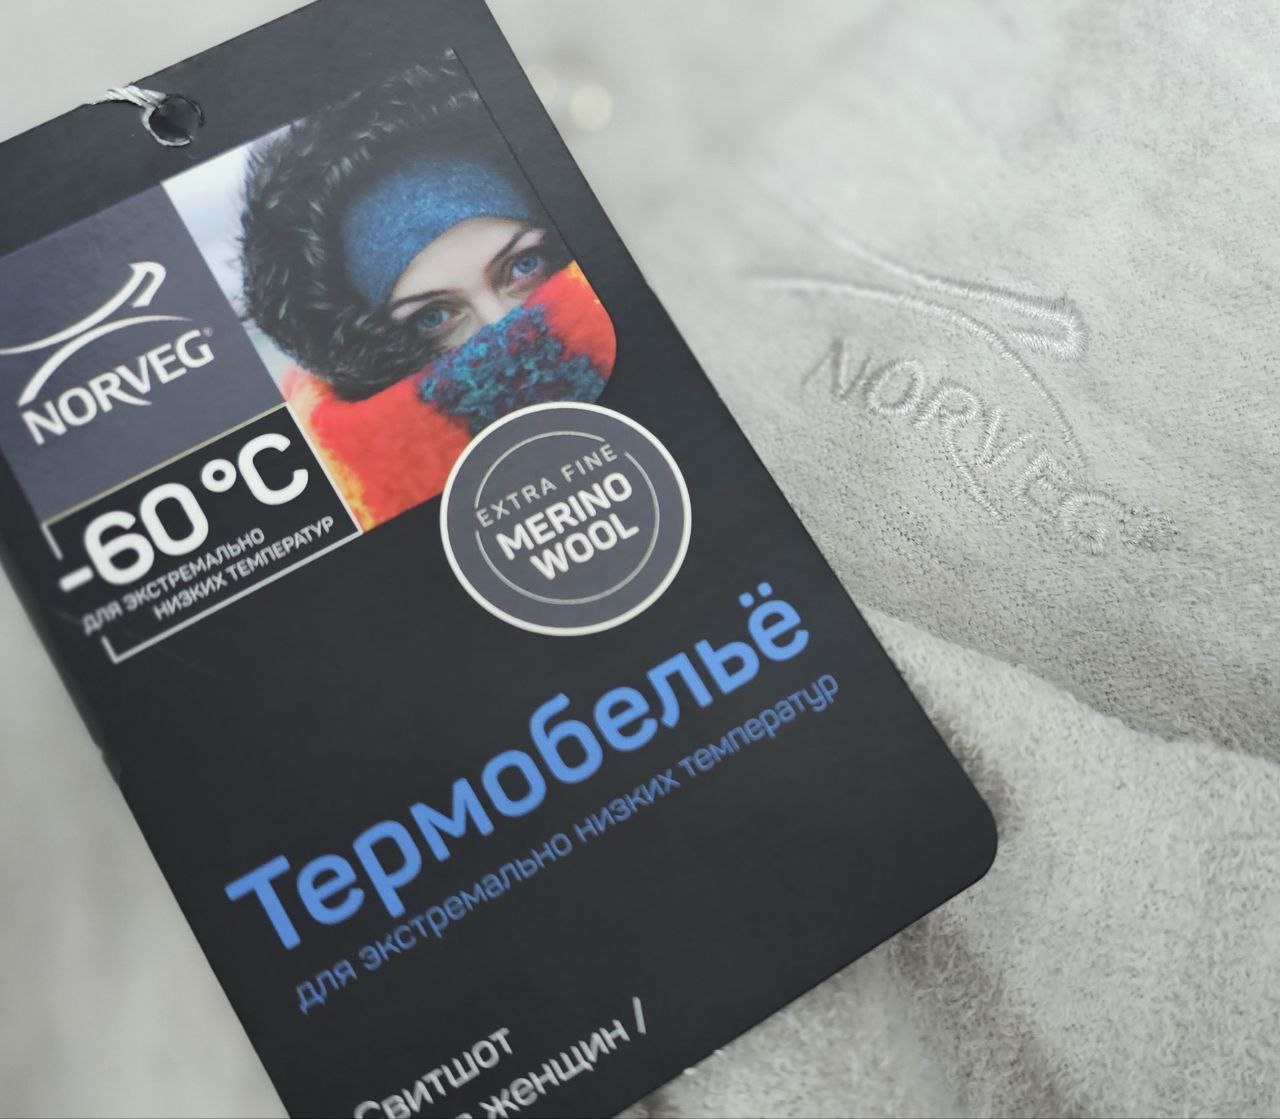 NORVEG®
-60°C
ДЛЯ ЭКСТРЕМАЛЬНО
НИЗКИХ ТЕМПЕРАТУР
EXTRA FINE
MERINO
WOOL
Термобельё
для экстремально низких температур
Свитшот
женщин /
NORVEG